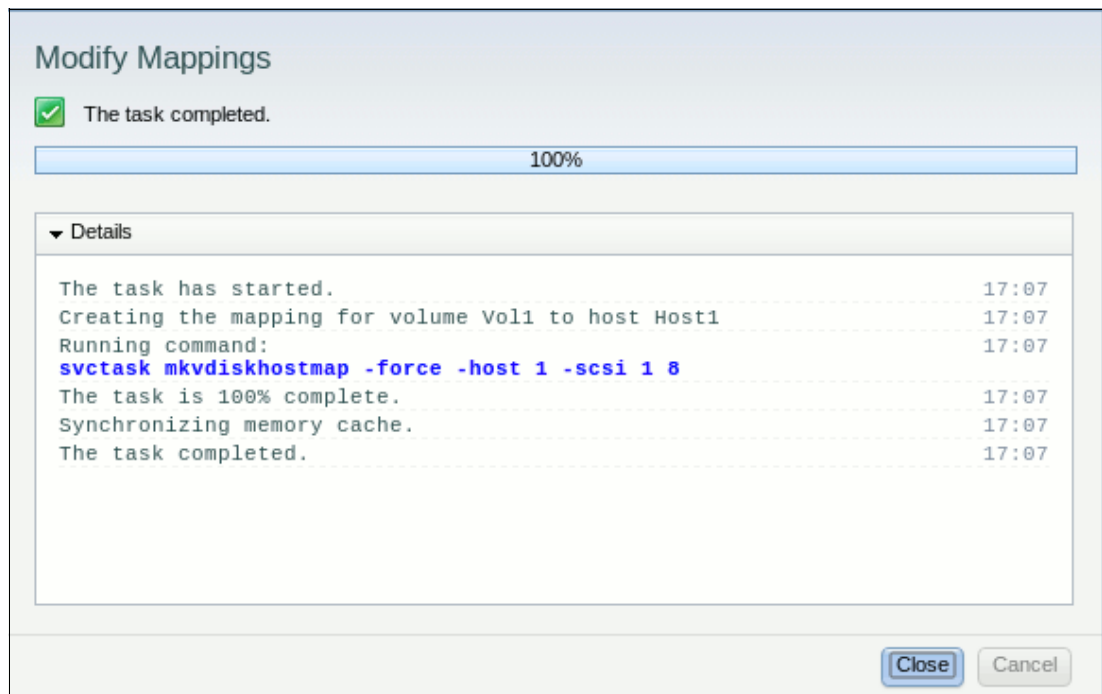 Modify Mappings
The task completed.
100%
Details
The task has started. 17:07
Creating the mapping for volume Vol1 to host Host1 17:07
Running command: 17:07
svctask mkvdiskhostmap -force -host 1 -scsi 1 8
The task is 100% complete. 17:07
Synchronizing memory cache. 17:07
The task completed. 17:07
Close Cancel